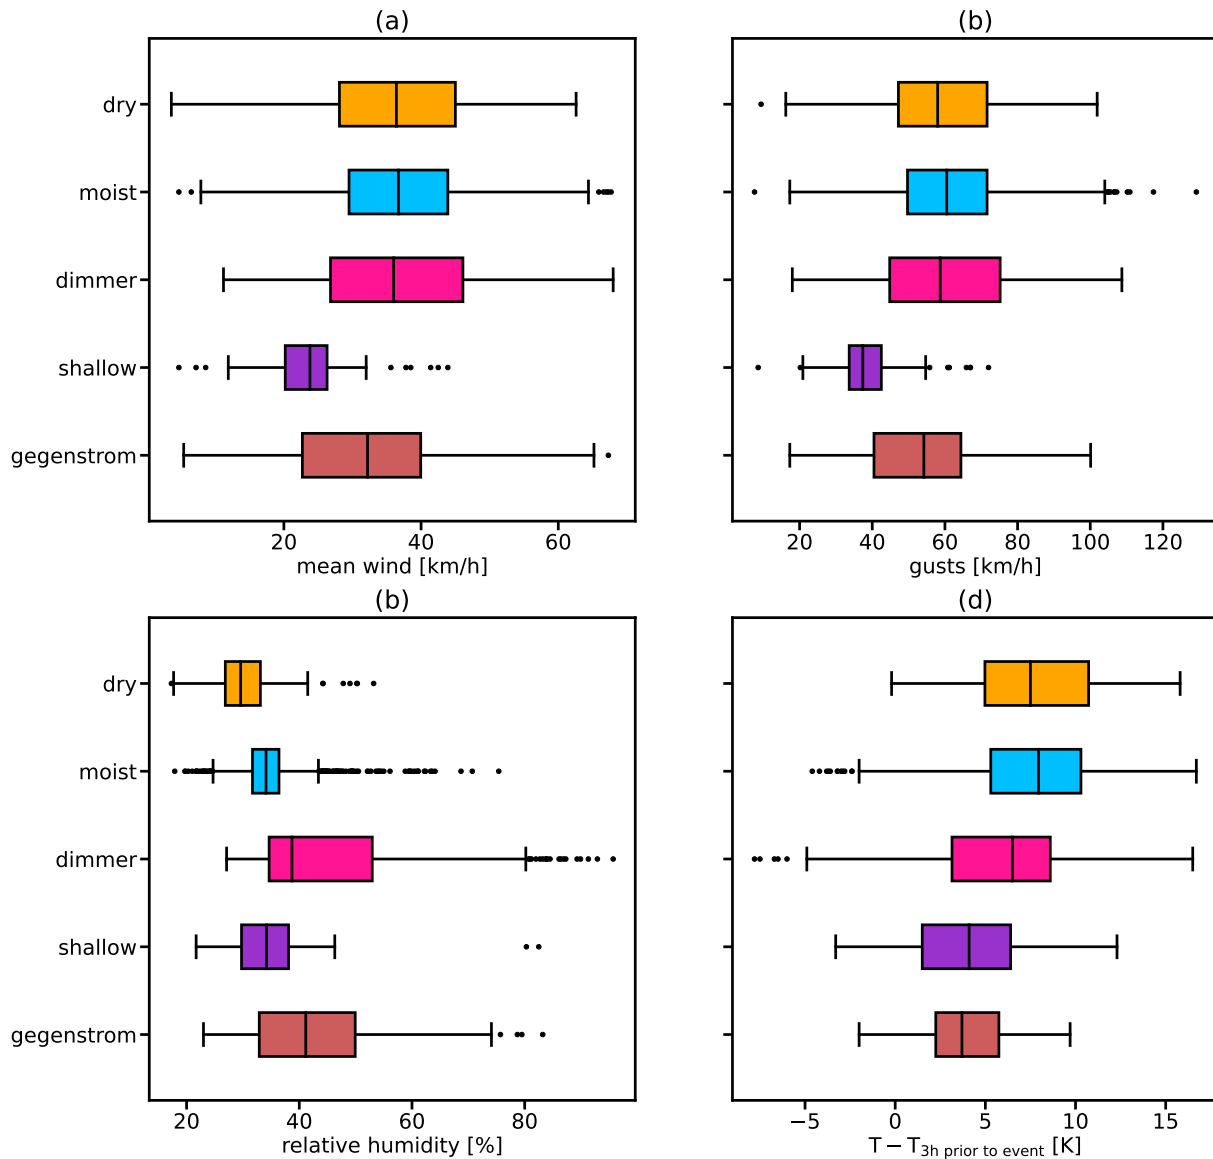 (a)
dry
moist
dimmer
shallow
gegenstrom
20 40 60
mean wind [km/h]
(b)
20 40 60 80 100 120
gusts [km/h]
(b)
dry
moist
dimmer
shallow
gegenstrom
20 40 60 80
relative humidity [%]
(d)
−5 0 5 10 15
T − T3h prior to event [K]